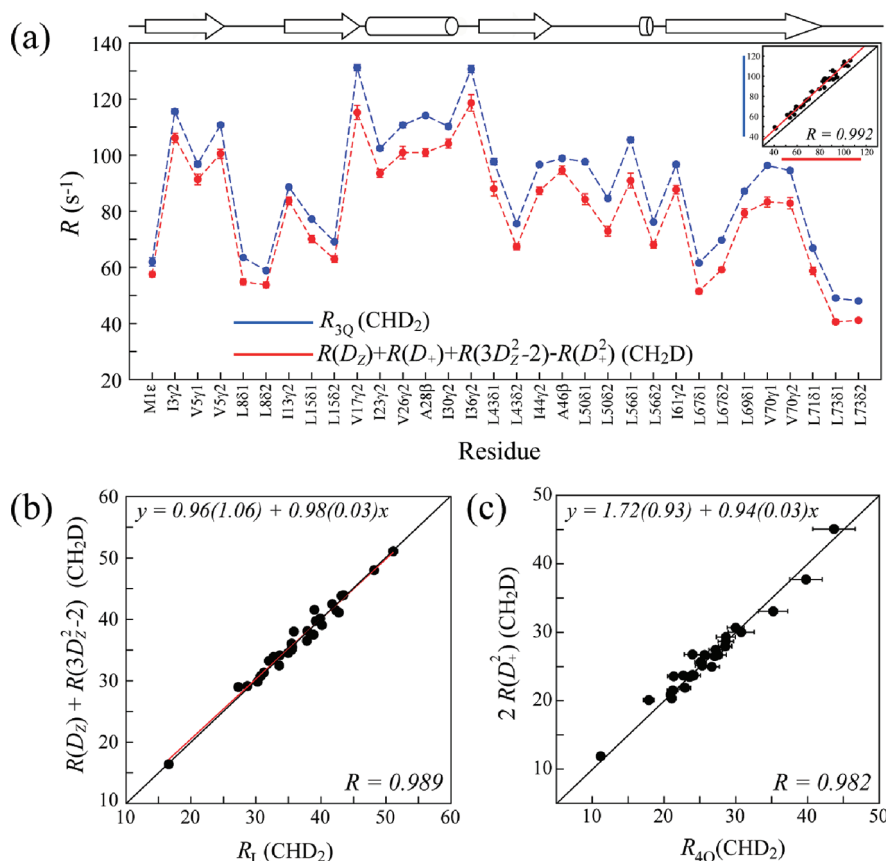 (a)
140
120
100
80
60
40
20
R (s⁻¹)
130
120
100
80
60
40
40 60 80 100 120
R = 0.992
R3Q (CHD2)
R(DZ)+R(D+)+R(3DZ²-2)-R(D+²) (CH2D)
M1ε I3γ2 V5γ1 V5γ2 L8δ1 L8δ2 I13γ2 L15δ1 L15δ2 V17γ2 I23γ2 V26γ2 A28β I30γ2 I36γ2 L43δ1 L43δ2 I44γ2 A46β L50δ1 L50δ2 L56δ1 L56δ2 I61γ2 L67δ1 L67δ2 L69δ1 V70γ1 V70γ2 L71δ1 L73δ1 L73δ2
Residue
(b)
y = 0.96(1.06) + 0.98(0.03)x
60
50
40
30
20
10
R(DZ) + R(3DZ²-2) (CH2D)
R = 0.989
10 20 30 40 50 60
RL (CHD2)
(c)
y = 1.72(0.93) + 0.94(0.03)x
50
40
30
20
10
2 R(D+²) (CH2D)
R = 0.982
10 20 30 40 50
R4Q(CHD2)